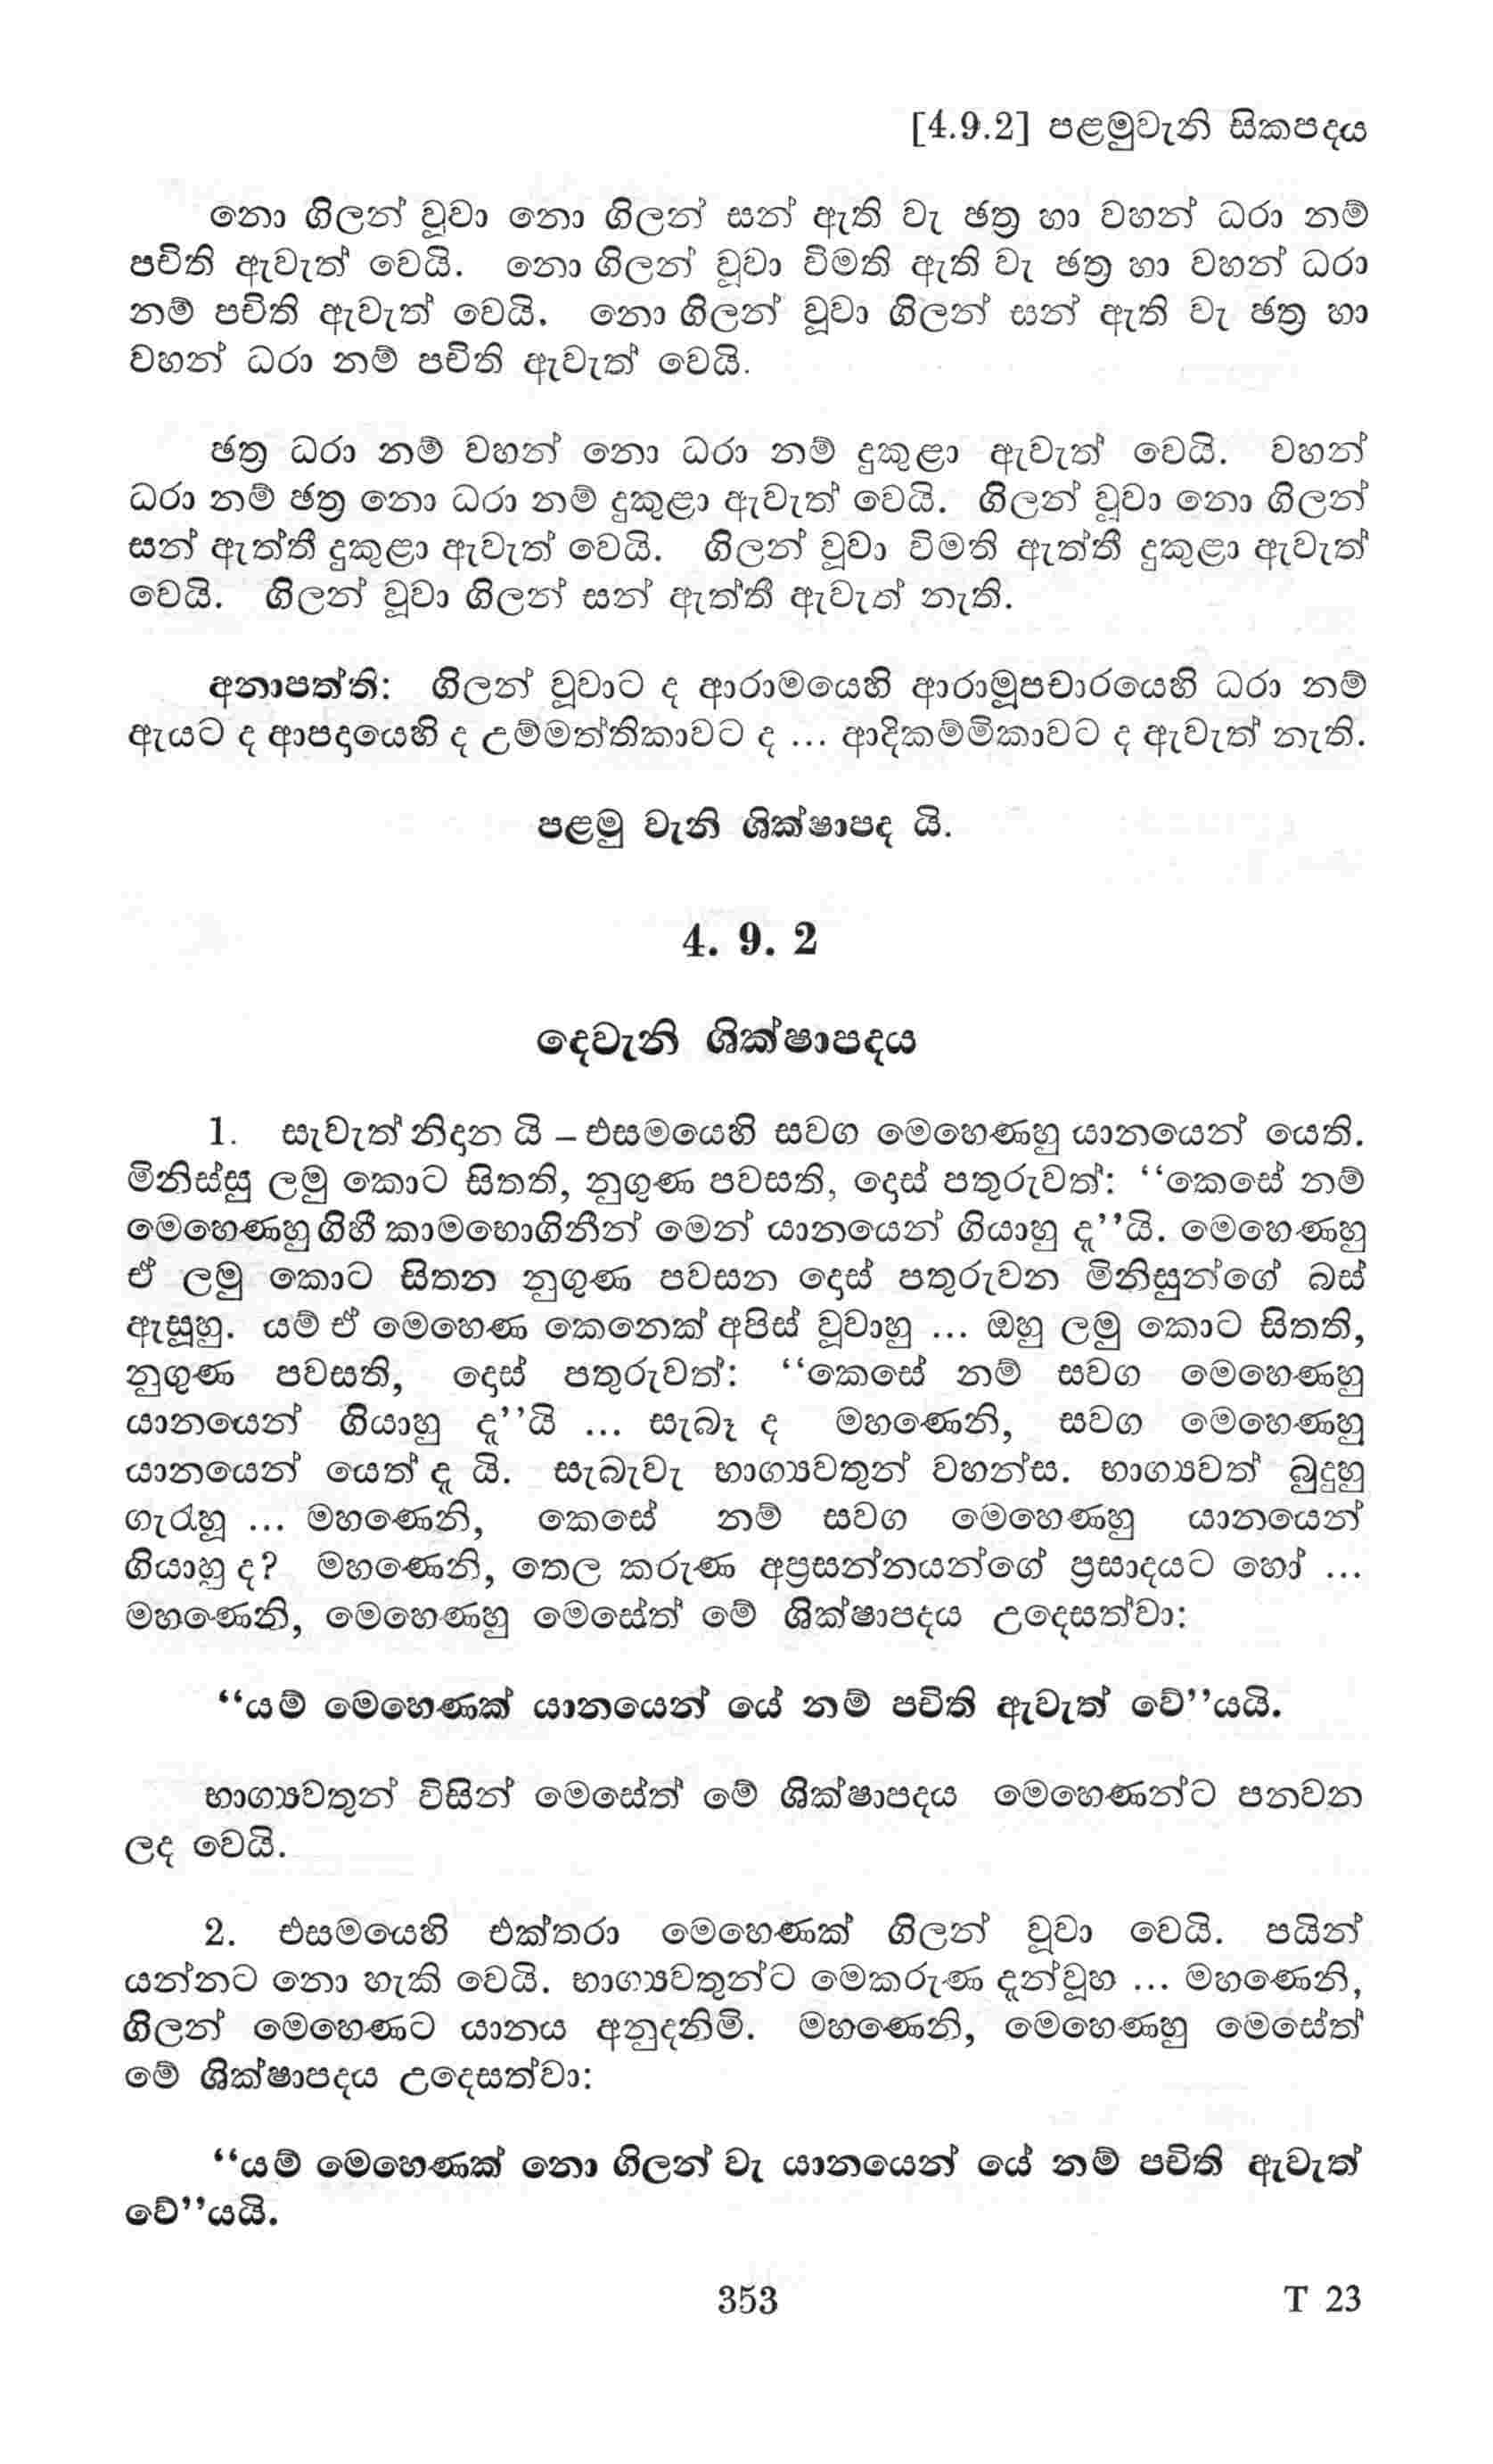 [4.9.2] පළමුවැනි සිකපදය
නො ගිලන් වූවා නො ගිලන් සන් ඇති වැ ඡත්‍ර හා වහන් ධරා නම්
පචිති ඇවැත් වෙයි. නො ගිලන් වූවා විමති ඇති වැ ඡත්‍ර හා වහන් ධරා
නම් පචිති ඇවැත් වෙයි. නො ගිලන් වූවා ගිලන් සන් ඇති වැ ඡත්‍ර හා
වහන් ධරා නම් පචිති ඇවැත් වෙයි.
ඡත්‍ර ධරා නම් වහන් නො ධරා නම් දුකුළා ඇවැත් වෙයි. වහන්
ධරා නම් ඡත්‍ර නො ධරා නම් දුකුළා ඇවැත් වෙයි. ගිලන් වූවා නො ගිලන්
සන් ඇත්තී දුකුළා ඇවැත් වෙයි. ගිලන් වූවා විමති ඇත්තී දුකුළා ඇවැත්
වෙයි. ගිලන් වූවා ගිලන් සන් ඇත්තී ඇවැත් නැති.
අනාපත්ති: ගිලන් වූවාට ද ආරාමයෙහි ආරාමූපචාරයෙහි ධරා නම්
ඇයට ද ආපදායෙහි ද උම්මත්තිකාවට ද ... ආදිකම්මිකාවට ද ඇවැත් නැති.
පළමු වැනි ශික්ෂාපද යි.
4. 9. 2
දෙවැනි ශික්ෂාපදය
1. සැවැත් නිදාන යි – එසමයෙහි සවග මෙහෙණහු යානයෙන් යෙති.
මිනිස්සු ලමු කොට සිතති, නුගුණ පවසති, දොස් පතුරුවත්: “කෙසේ නම්
මෙහෙණහු ගිහී කාමභොගිනීන් මෙන් යානයෙන් ගියාහු දැ”යි. මෙහෙණහු
ඒ ලමු කොට සිතන නුගුණ පවසන දොස් පතුරුවන මිනිසුන්ගේ බස්
ඇසූහු. යම් ඒ මෙහෙණ කෙනෙක් අපිස් වූවාහු ... ඔහු ලමු කොට සිතති,
නුගුණ පවසති, දොස් පතුරුවත්: “කෙසේ නම් සවග මෙහෙණහු
යානයෙන් ගියාහු දැ”යි ... සැබෑ ද මහණෙනි, සවග මෙහෙණහු
යානයෙන් යෙත් දැ යි. සැබැවැ භාග්‍යවතුන් වහන්ස. භාග්‍යවත් බුදුහු
ගැරැහූ ... මහණෙනි, කෙසේ නම් සවග මෙහෙණහු යානයෙන්
ගියාහු ද? මහණෙනි, තෙල කරුණ අප්‍රසන්නයන්ගේ ප්‍රසාදයට හෝ ...
මහණෙනි, මෙහෙණහු මෙසේත් මේ ශික්ෂාපදය උදෙසත්වා:
“යම් මෙහෙණක් යානයෙන් යේ නම් පචිති ඇවැත් වේ”යයි.
භාග්‍යවතුන් විසින් මෙසේත් මේ ශික්ෂාපදය මෙහෙණන්ට පනවන
ලද වෙයි.
2. එසමයෙහි එක්තරා මෙහෙණක් ගිලන් වූවා වෙයි. පයින්
යන්නට නො හැකි වෙයි. භාග්‍යවතුන්ට මෙකරුණ දැන්වූහ ... මහණෙනි,
ගිලන් මෙහෙණට යානය අනුදනිමි. මහණෙනි, මෙහෙණහු මෙසේත්
මේ ශික්ෂාපදය උදෙසත්වා:
“යම් මෙහෙණක් නො ගිලන් වැ යානයෙන් යේ නම් පචිති ඇවැත්
වේ”යයි.
353
T 23